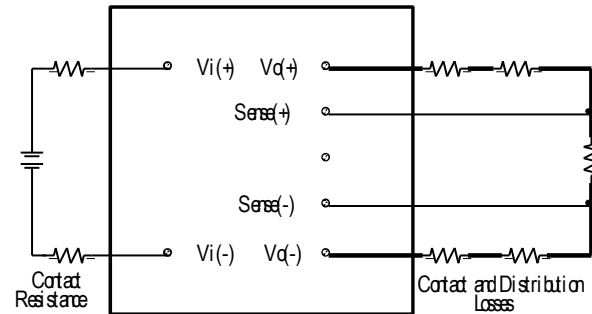 Vi(+) Vo(+)
Sense(+)
Sense(-)
Vi(-) Vo(-)
Contact
Resistance
Contact and Distribution
Losses